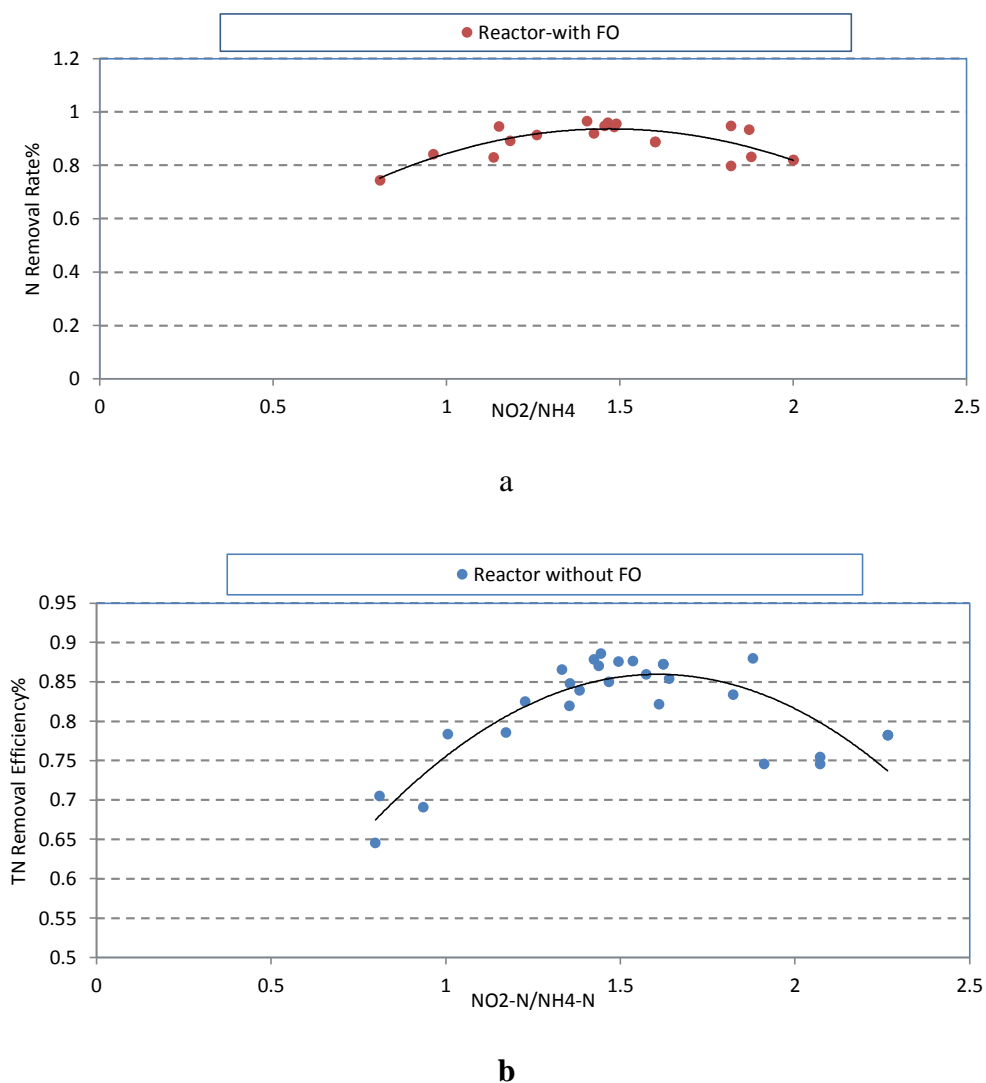 Reactor-with FO
1.2
1
0.8
0.6
0.4
0.2
0
N Removal Rate%
0 0.5 1 1.5 2 2.5
NO2/NH4
a
Reactor without FO
0.95
0.9
0.85
0.8
0.75
0.7
0.65
0.6
0.55
0.5
TN Removal Efficiency%
0 0.5 1 1.5 2 2.5
NO2-N/NH4-N
b